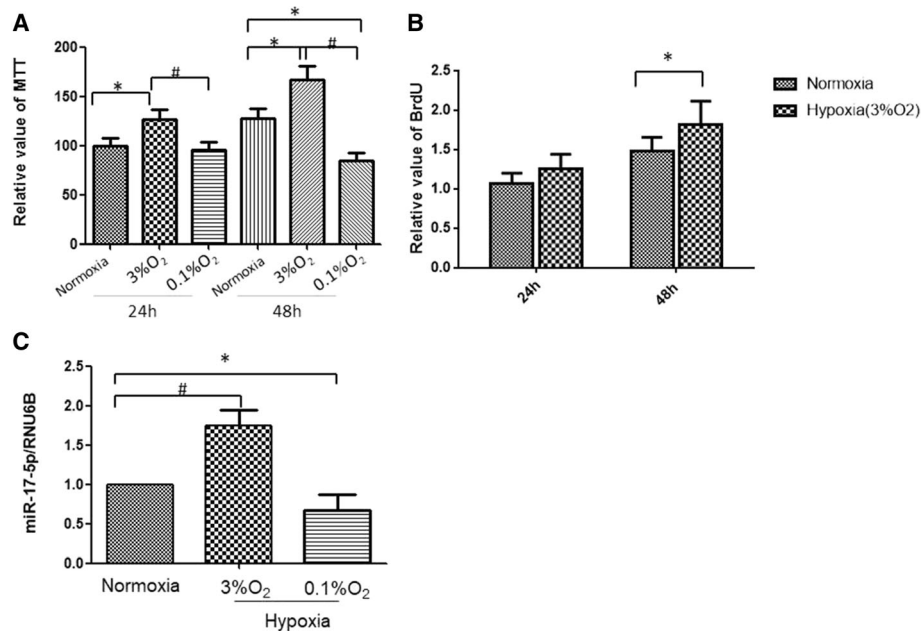 A
Relative value of MTT
200
150
100
50
0
*
#
*
*
#
Normoxia
3%O₂
0.1%O₂
Normoxia
3%O₂
0.1%O₂
24h
48h
B
Relative value of BrdU
2.5
2.0
1.5
1.0
0.5
0.0
*
24h
48h
Normoxia
Hypoxia(3%O2)
C
miR-17-5p/RNU6B
2.5
2.0
1.5
1.0
0.5
0.0
*
#
Normoxia
3%O₂
0.1%O₂
Hypoxia